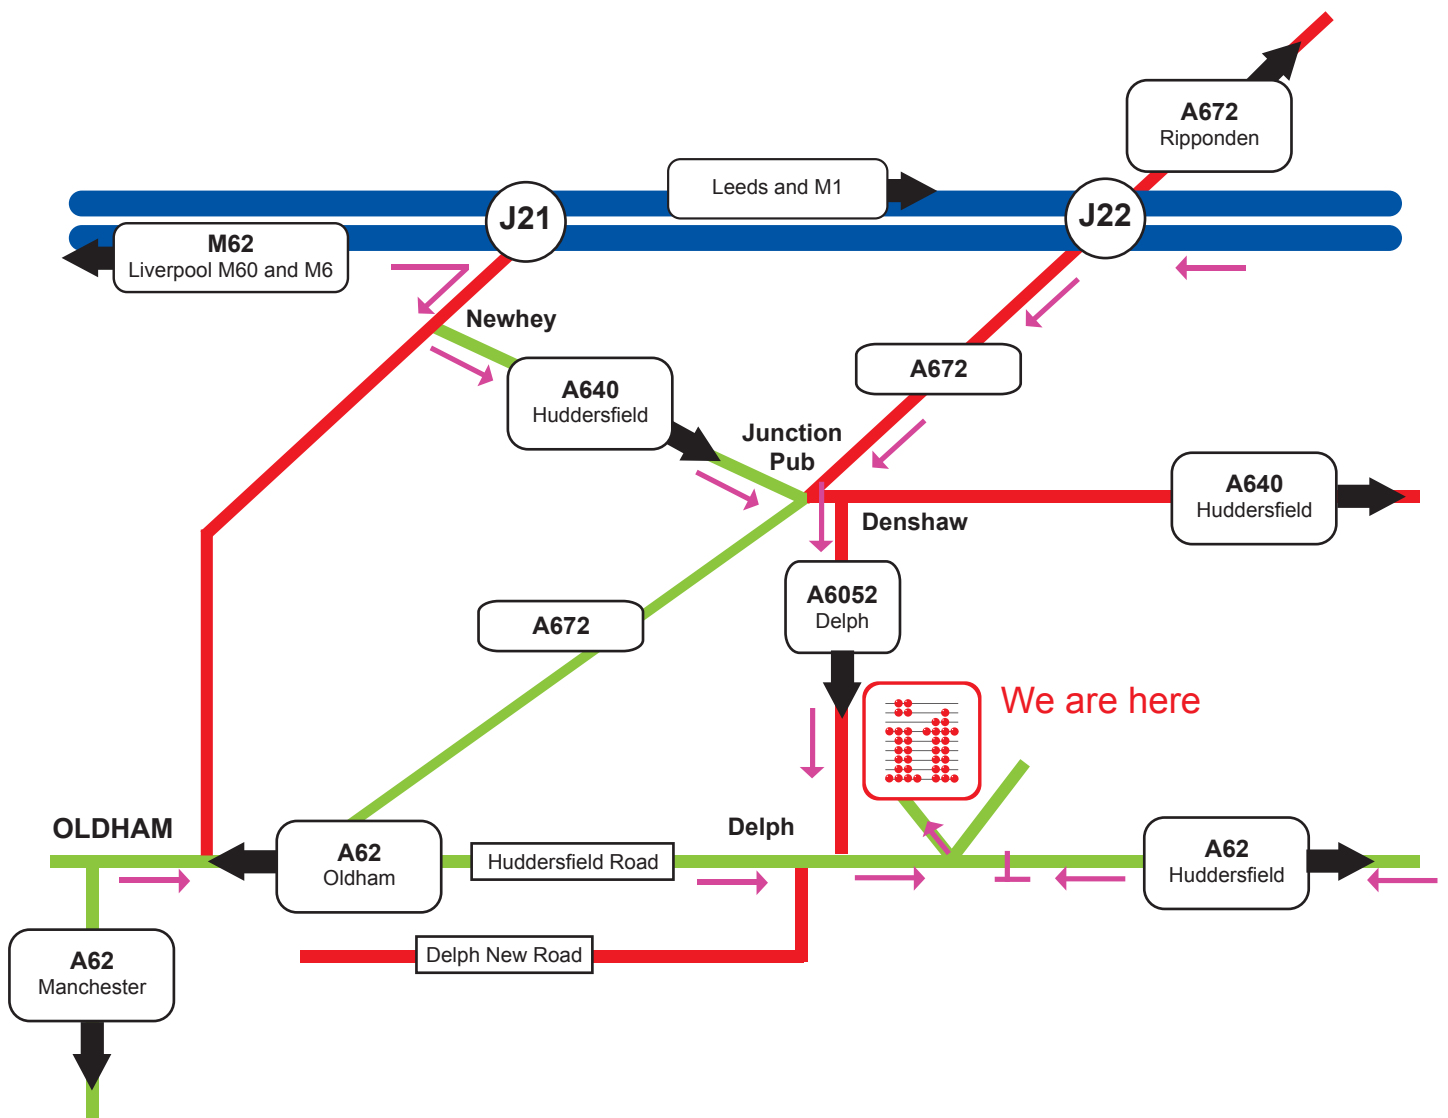 A672
Ripponden
Leeds and M1
J21
J22
M62
Liverpool M60 and M6
Newhey
A672
A640
Huddersfield
Junction
Pub
A640
Huddersfield
Denshaw
A6052
Delph
A672
We are here
OLDHAM
Delph
A62
Oldham
Huddersfield Road
A62
Huddersfield
Delph New Road
A62
Manchester